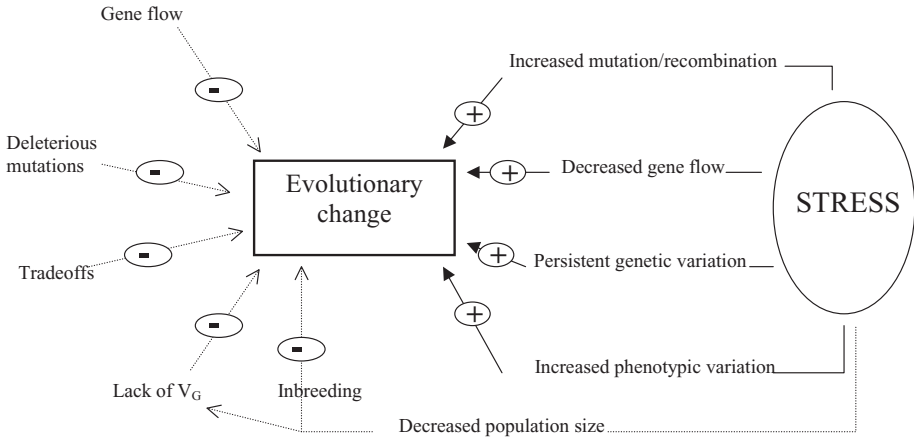 Gene flow
-
Deleterious
mutations
-
Tradeoffs
-
Lack of V_G
-
Inbreeding
-
Evolutionary
change
Increased mutation/recombination
+
Decreased gene flow
+
Persistent genetic variation
+
Increased phenotypic variation
+
STRESS
Decreased population size